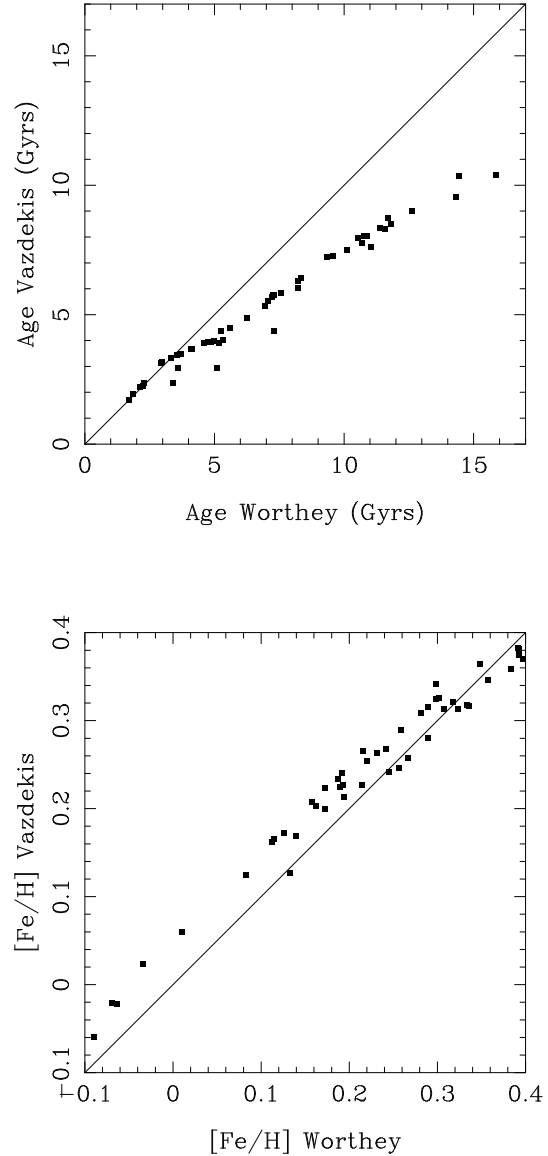 15
10
5
0
Age Vazdekis (Gyrs)
0 5 10 15
Age Worthey (Gyrs)
0.4
0.3
0.2
0.1
0
−0.1
[Fe/H] Vazdekis
−0.1 0 0.1 0.2 0.3 0.4
[Fe/H] Worthey